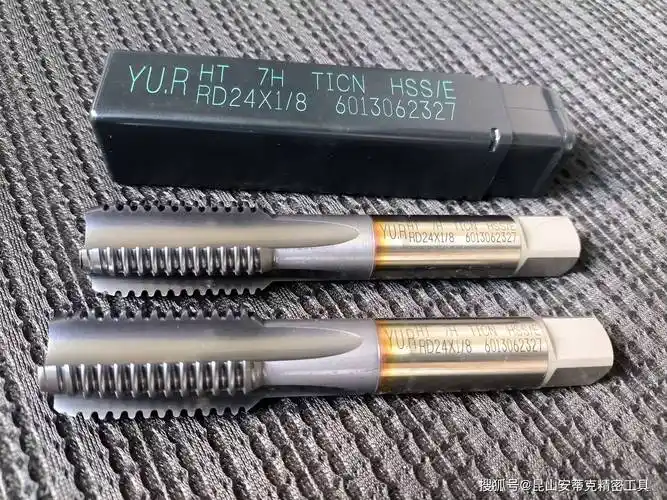 YU.R HT 7H TICN HSS/E
RD24X1/8 6013062327
YU.R HT 7H TICN HSS/E
RD24X1/8 6013062327
YU.R HT 7H TICN HSS/E
RD24X1/8 6013062327
搜狐号@昆山安蒂克精密工具